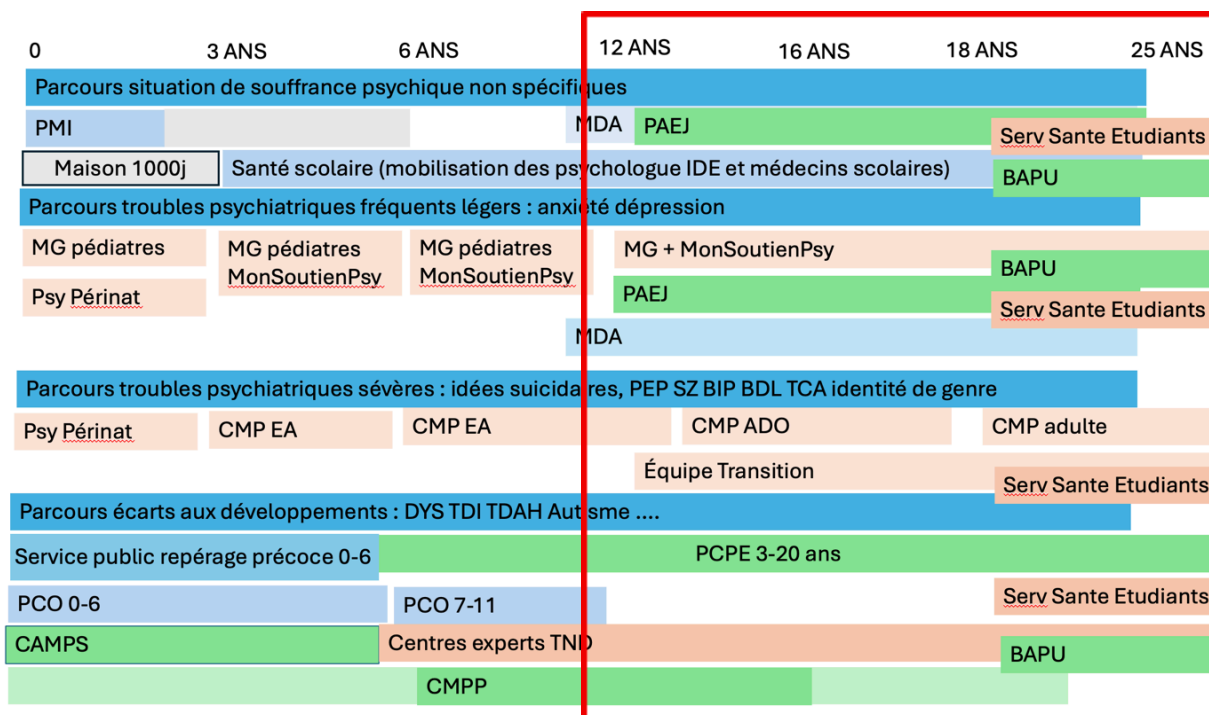 0 3 ANS 6 ANS 12 ANS 16 ANS 18 ANS 25 ANS
Parcours situation de souffrance psychique non spécifiques
PMI MDA PAEJ Serv Sante Etudiants
Maison 1000j Santé scolaire (mobilisation des psychologue IDE et médecins scolaires) BAPU
Parcours troubles psychiatriques fréquents légers : anxiété dépression
MG pédiatres MG pédiatres MG pédiatres MG + MonSoutienPsy
MonSoutienPsy MonSoutienPsy BAPU
Psy Périnat PAEJ Serv Sante Etudiants
MDA
Parcours troubles psychiatriques sévères : idées suicidaires, PEP SZ BIP BDL TCA identité de genre
Psy Périnat CMP EA CMP EA CMP ADO CMP adulte
Équipe Transition Serv Sante Etudiants
Parcours écarts aux développements : DYS TDI TDAH Autisme ....
Service public repérage précoce 0-6 PCPE 3-20 ans
PCO 0-6 PCO 7-11 Serv Sante Etudiants
CAMPS Centres experts TND BAPU
CMPP